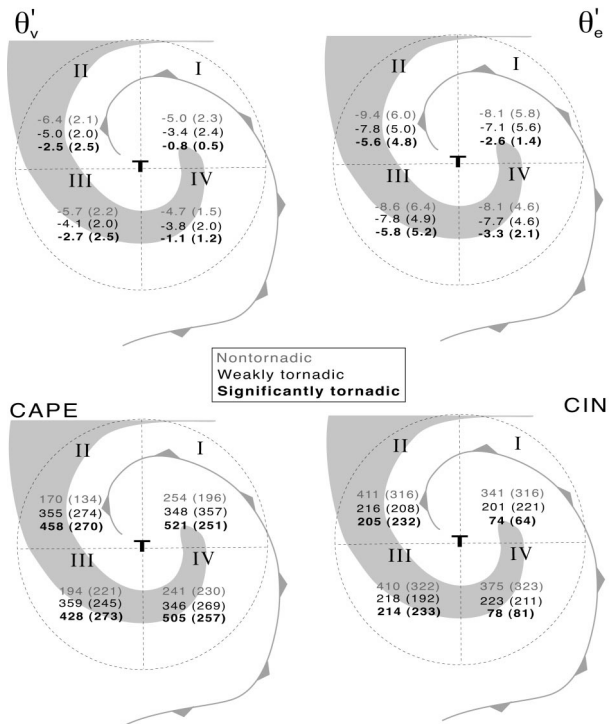 θ'v
II
I
-6.4 (2.1)
-5.0 (2.0)
-2.5 (2.5)
-5.0 (2.3)
-3.4 (2.4)
-0.8 (0.5)
T
III
IV
-5.7 (2.2)
-4.1 (2.0)
-2.7 (2.5)
-4.7 (1.5)
-3.8 (2.0)
-1.1 (1.2)
θ'e
II
I
-9.4 (6.0)
-7.8 (5.0)
-5.6 (4.8)
-8.1 (5.8)
-7.1 (5.6)
-2.6 (1.4)
T
III
IV
-8.6 (6.4)
-7.8 (4.9)
-5.8 (5.2)
-8.1 (4.6)
-7.7 (4.6)
-3.3 (2.1)
Nontornadic
Weakly tornadic
Significantly tornadic
CAPE
II
I
170 (134)
355 (274)
458 (270)
254 (196)
348 (357)
521 (251)
T
III
IV
194 (221)
359 (245)
428 (273)
241 (230)
346 (269)
505 (257)
CIN
II
I
411 (316)
216 (208)
205 (232)
341 (316)
201 (221)
74 (64)
T
III
IV
410 (322)
218 (192)
214 (233)
375 (323)
223 (211)
78 (81)